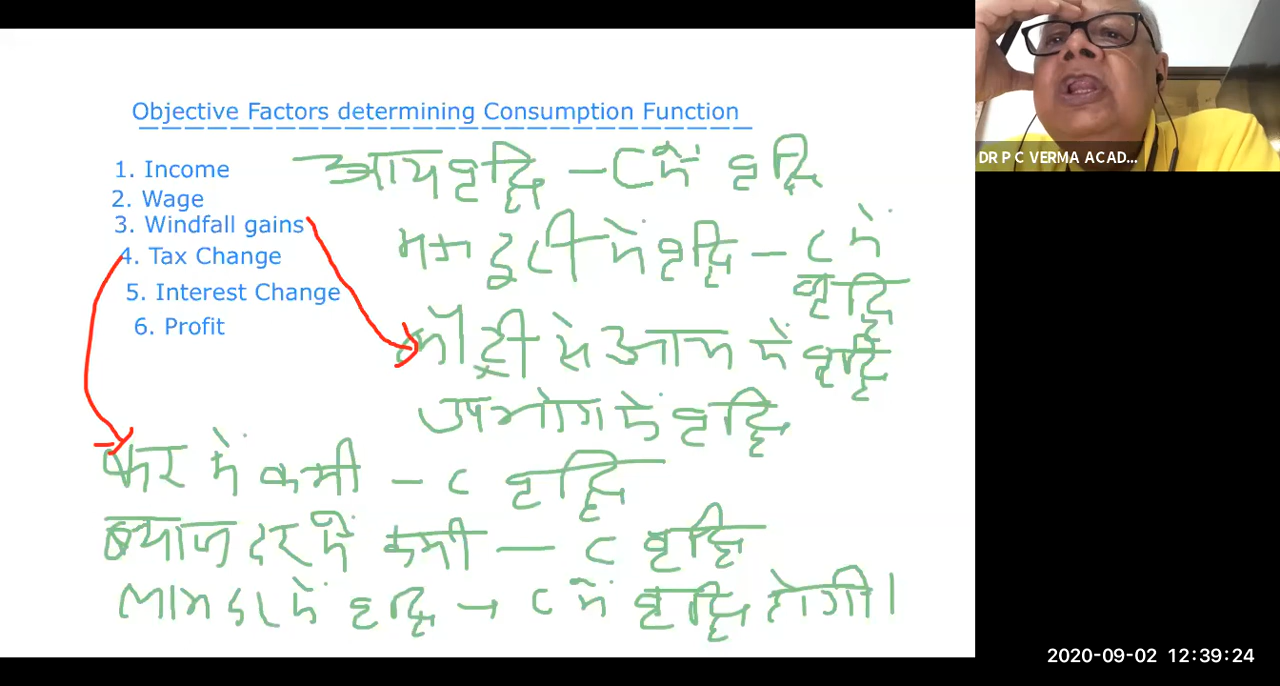 Objective Factors determining Consumption Function
1. Income
2. Wage
3. Windfall gains
4. Tax Change
5. Interest Change
6. Profit
आय वृद्धि - C में वृद्धि
मजदूरी में वृद्धि - C में
वृद्धि
से आय में वृद्धि
उपभोग में वृद्धि
कर में कमी - C वृद्धि
ब्याज दर में कमी - C वृद्धि
लाभ में वृद्धि - C में वृद्धि होगी।
DR P C VERMA ACAD...
2020-09-02 12:39:24